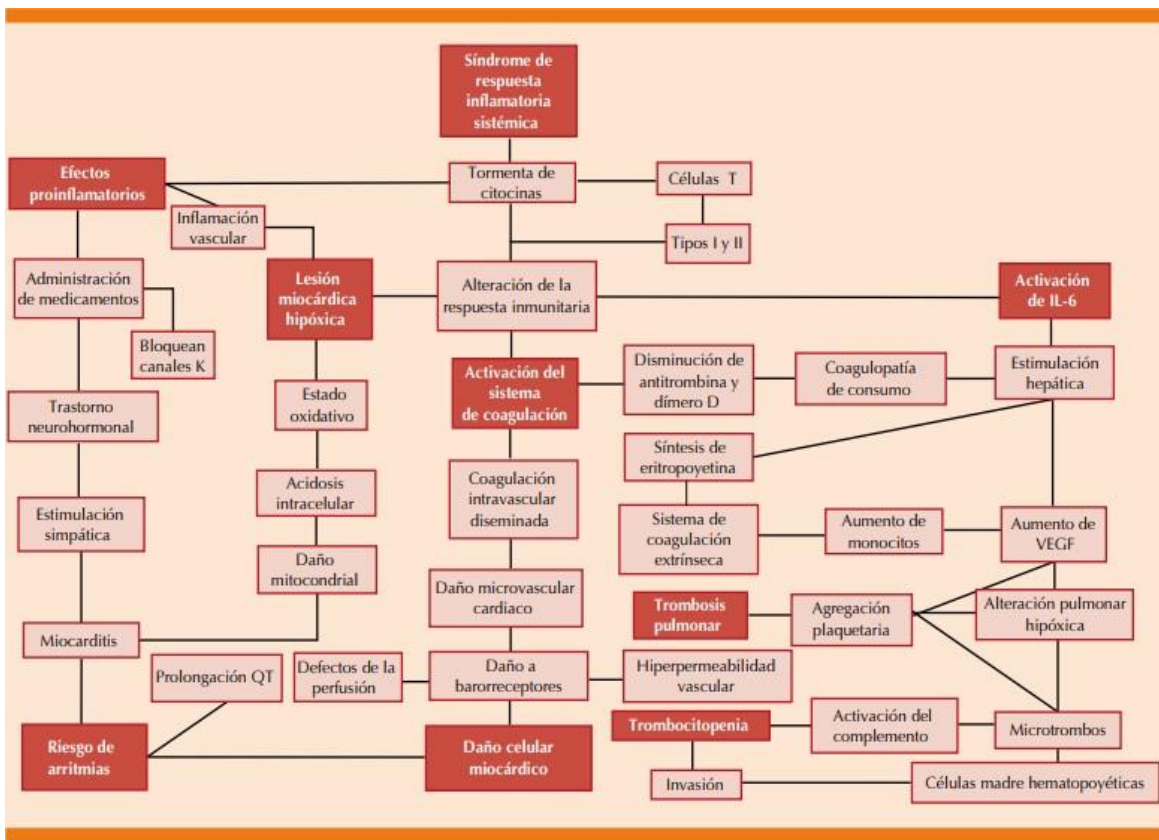 Síndrome de
respuesta
inflamatoria
sistémica
Efectos
proinflamatorios
Tormenta de
citocinas
Células T
Inflamación
vascular
Tipos I y II
Administración
de medicamentos
Lesión
miocárdica
hipóxica
Alteración de la
respuesta inmunitaria
Activación
de IL-6
Bloquean
canales K
Estado
oxidativo
Activación del
sistema
de coagulación
Disminución de
antitrombina y
dímero D
Coagulopatía
de consumo
Estimulación
hepática
Trastorno
neurohormonal
Síntesis de
eritropoyetina
Acidosis
intracelular
Coagulación
intravascular
diseminada
Estimulación
simpática
Sistema de
coagulación
extrínseca
Aumento de
monocitos
Aumento de
VEGF
Daño
mitocondrial
Daño microvascular
cardiaco
Trombosis
pulmonar
Agregación
plaquetaria
Alteración pulmonar
hipóxica
Miocarditis
Prolongación QT
Defectos de la
perfusión
Daño a
barorreceptores
Hiperpermeabilidad
vascular
Riesgo de
arritmias
Daño celular
miocárdico
Trombocitopenia
Activación del
complemento
Microtrombos
Invasión
Células madre hematopoyéticas